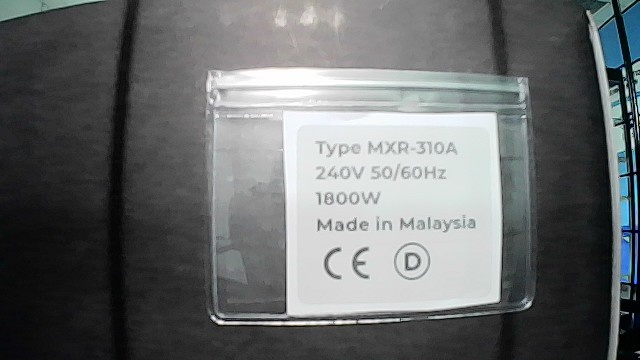 Type MXR-310A
240V 50/60Hz
1800W
Made in Malaysia
CE D